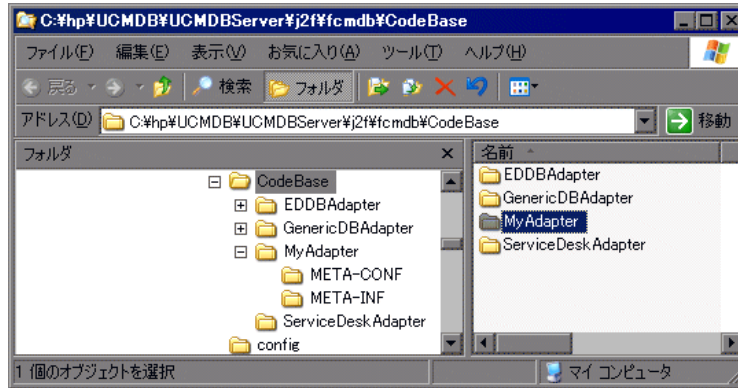 C:¥hp¥UCMDB¥UCMDBServer¥j2f¥fcmdb¥CodeBase
ファイル(F) 編集(E) 表示(V) お気に入り(A) ツール(T) ヘルプ(H)
戻る 検索 フォルダ
アドレス(D) C:¥hp¥UCMDB¥UCMDBServer¥j2f¥fcmdb¥CodeBase 移動
フォルダ
CodeBase
EDDBAdapter
GenericDBAdapter
MyAdapter
META-CONF
META-INF
ServiceDeskAdapter
config
名前
EDDBAdapter
GenericDBAdapter
MyAdapter
ServiceDeskAdapter
1 個のオブジェクトを選択 マイ コンピュータ